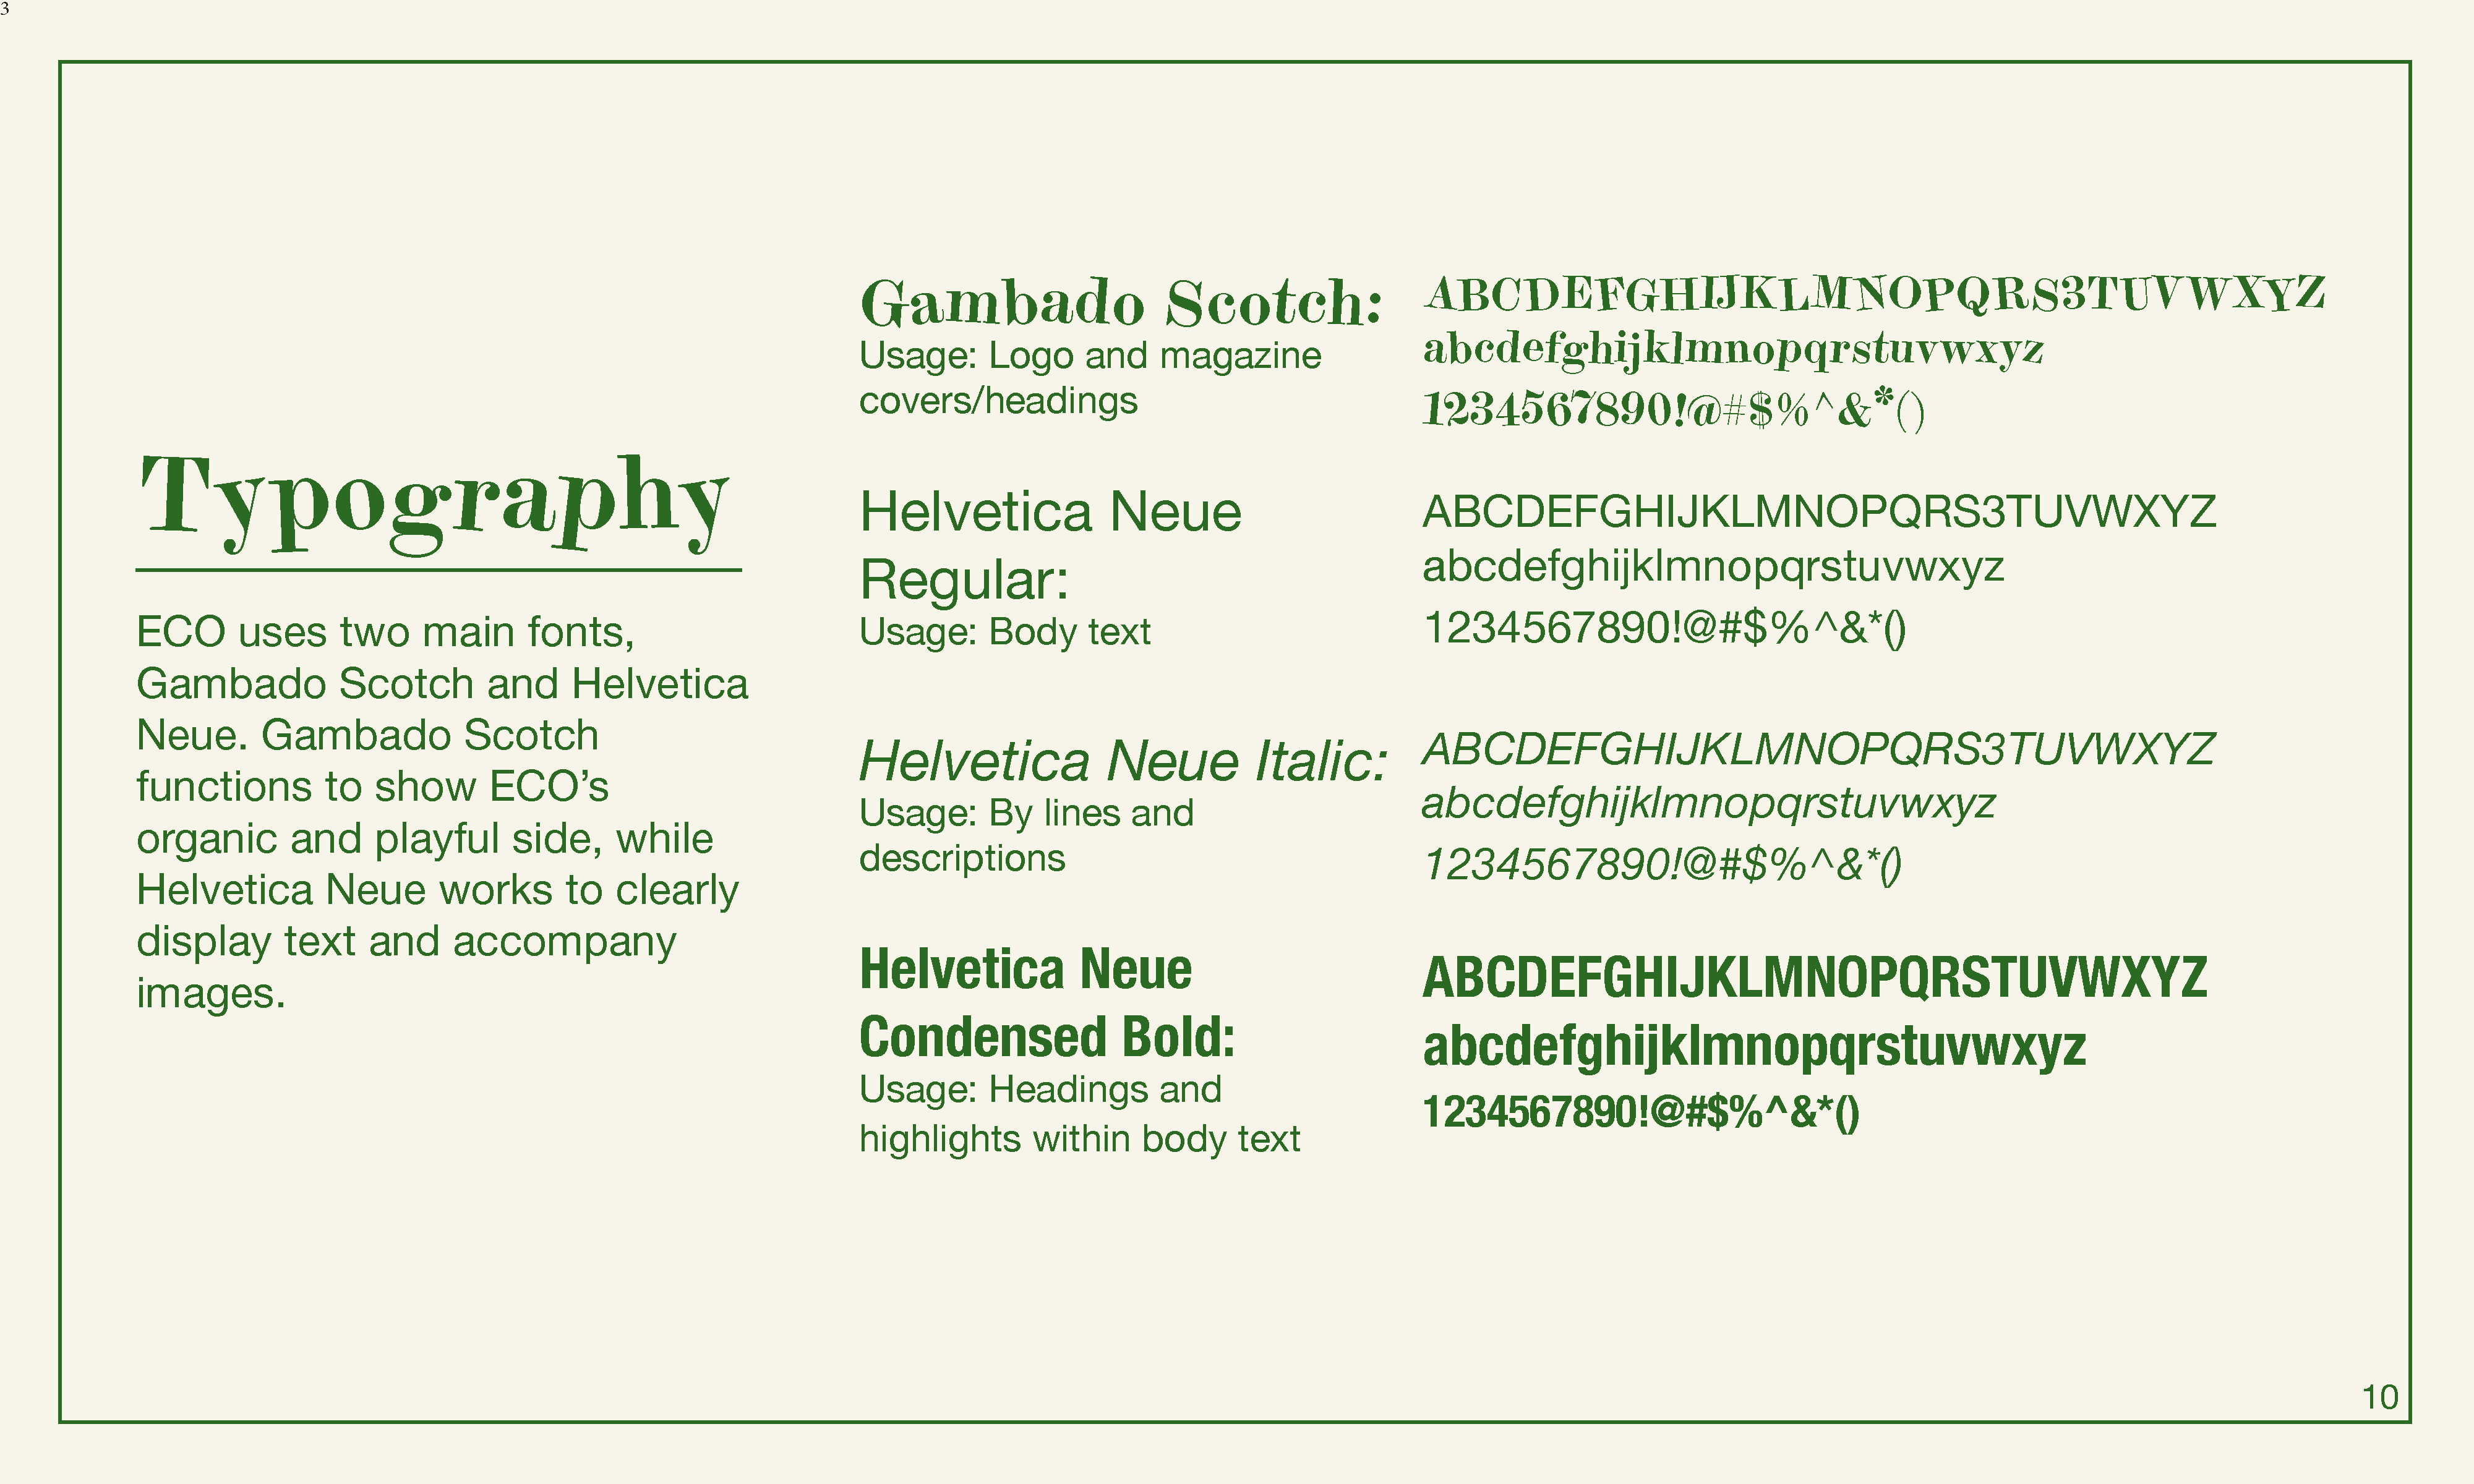 3
Typography
ECO uses two main fonts,
Gambado Scotch and Helvetica
Neue. Gambado Scotch
functions to show ECO’s
organic and playful side, while
Helvetica Neue works to clearly
display text and accompany
images.
Gambado Scotch:
Usage: Logo and magazine
covers/headings
ABCDEFGHIJKLMNOPQRS3TUVWXYZ
abcdefghijklmnopqrstuvwxyz
1234567890!@#$%^&*()
Helvetica Neue
Regular:
Usage: Body text
ABCDEFGHIJKLMNOPQRS3TUVWXYZ
abcdefghijklmnopqrstuvwxyz
1234567890!@#$%^&*()
Helvetica Neue Italic:
Usage: By lines and
descriptions
ABCDEFGHIJKLMNOPQRS3TUVWXYZ
abcdefghijklmnopqrstuvwxyz
1234567890!@#$%^&*()
Helvetica Neue
Condensed Bold:
Usage: Headings and
highlights within body text
ABCDEFGHIJKLMNOPQRSTUVWXYZ
abcdefghijklmnopqrstuvwxyz
1234567890!@#$%^&*()
10